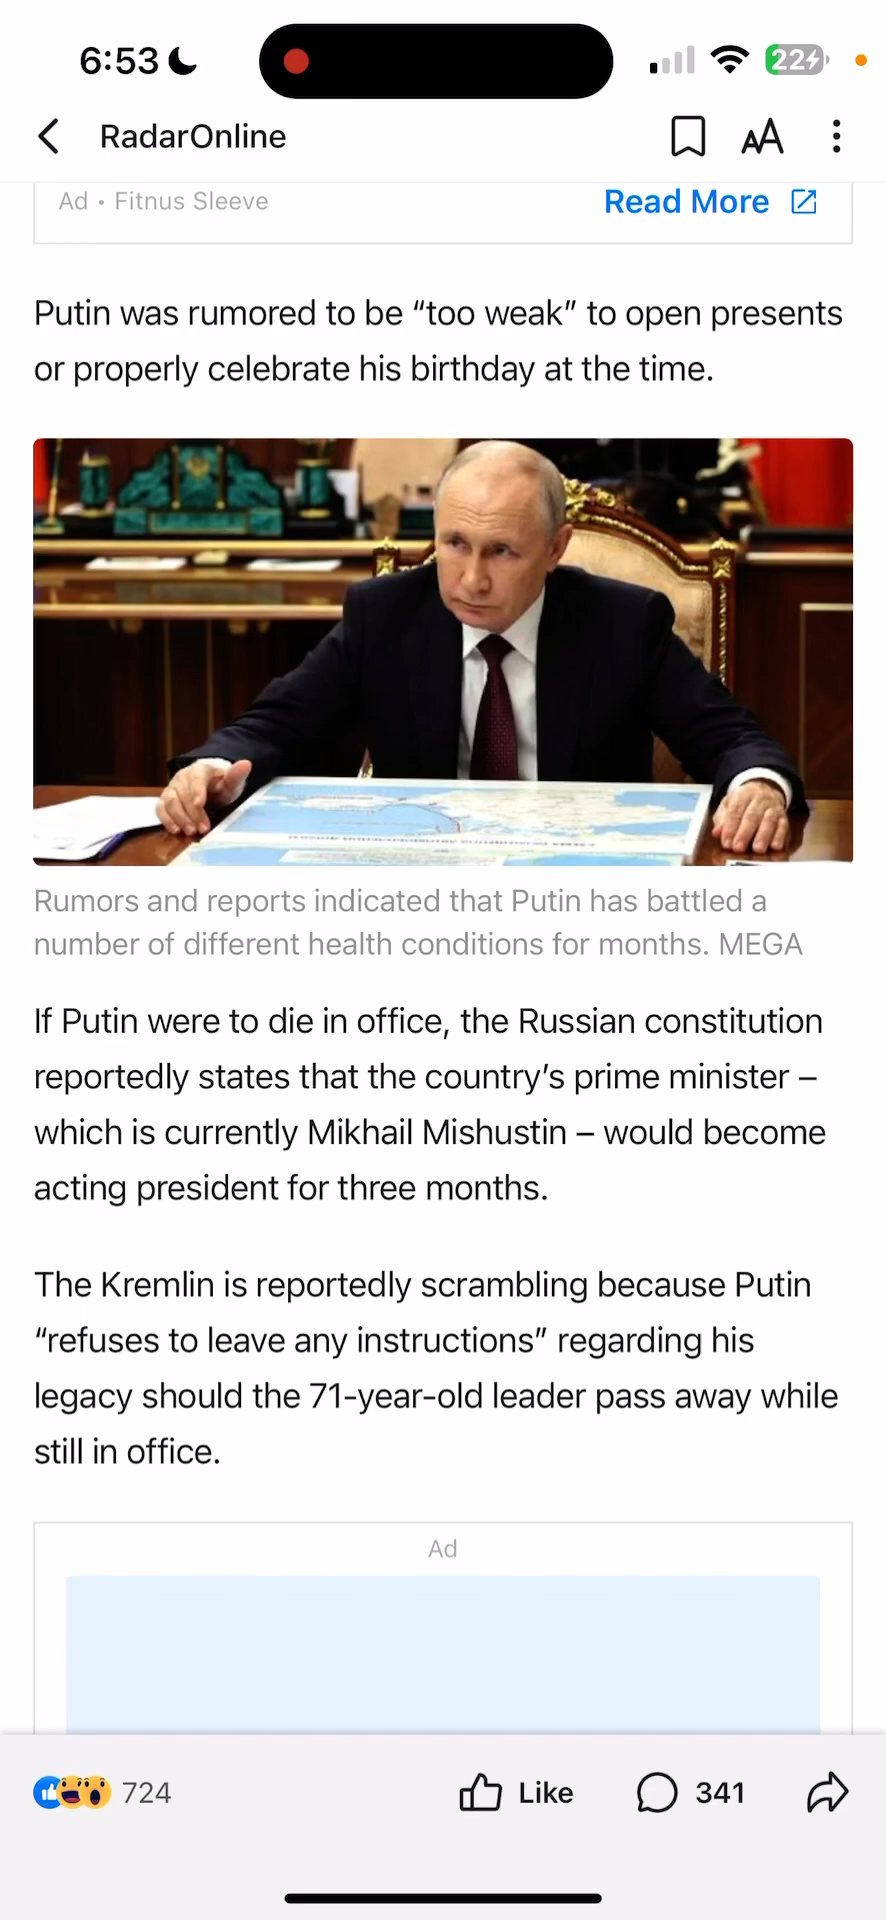 6:53
22
RadarOnline
AA
Ad • Fitnus Sleeve
Read More
Putin was rumored to be “too weak” to open presents
or properly celebrate his birthday at the time.
Rumors and reports indicated that Putin has battled a
number of different health conditions for months. MEGA
If Putin were to die in office, the Russian constitution
reportedly states that the country’s prime minister –
which is currently Mikhail Mishustin – would become
acting president for three months.
The Kremlin is reportedly scrambling because Putin
“refuses to leave any instructions” regarding his
legacy should the 71-year-old leader pass away while
still in office.
Ad
724
Like
341